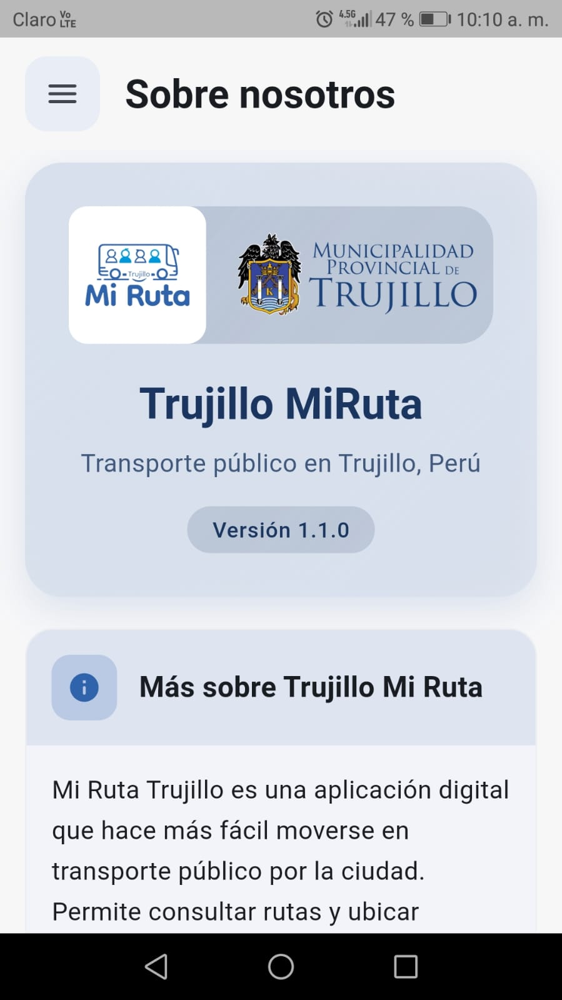 Claro Vo LTE 4.5G 47 % 10:10 a. m.
Sobre nosotros
Trujillo
Mi Ruta
MUNICIPALIDAD
PROVINCIAL DE
TRUJILLO
K
Trujillo MiRuta
Transporte público en Trujillo, Perú
Versión 1.1.0
i
Más sobre Trujillo Mi Ruta
Mi Ruta Trujillo es una aplicación digital
que hace más fácil moverse en
transporte público por la ciudad.
Permite consultar rutas y ubicar